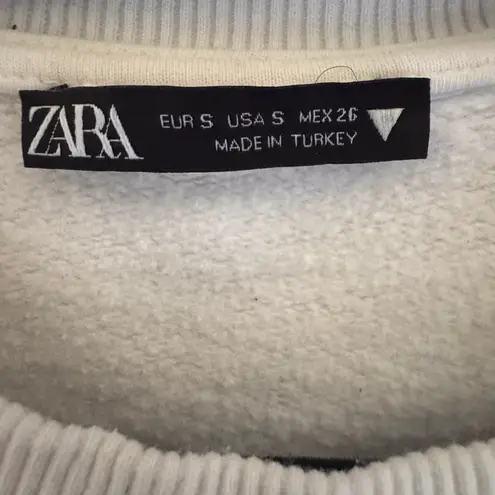 ZARA
EUR S USA S MEX 26
MADE IN TURKEY